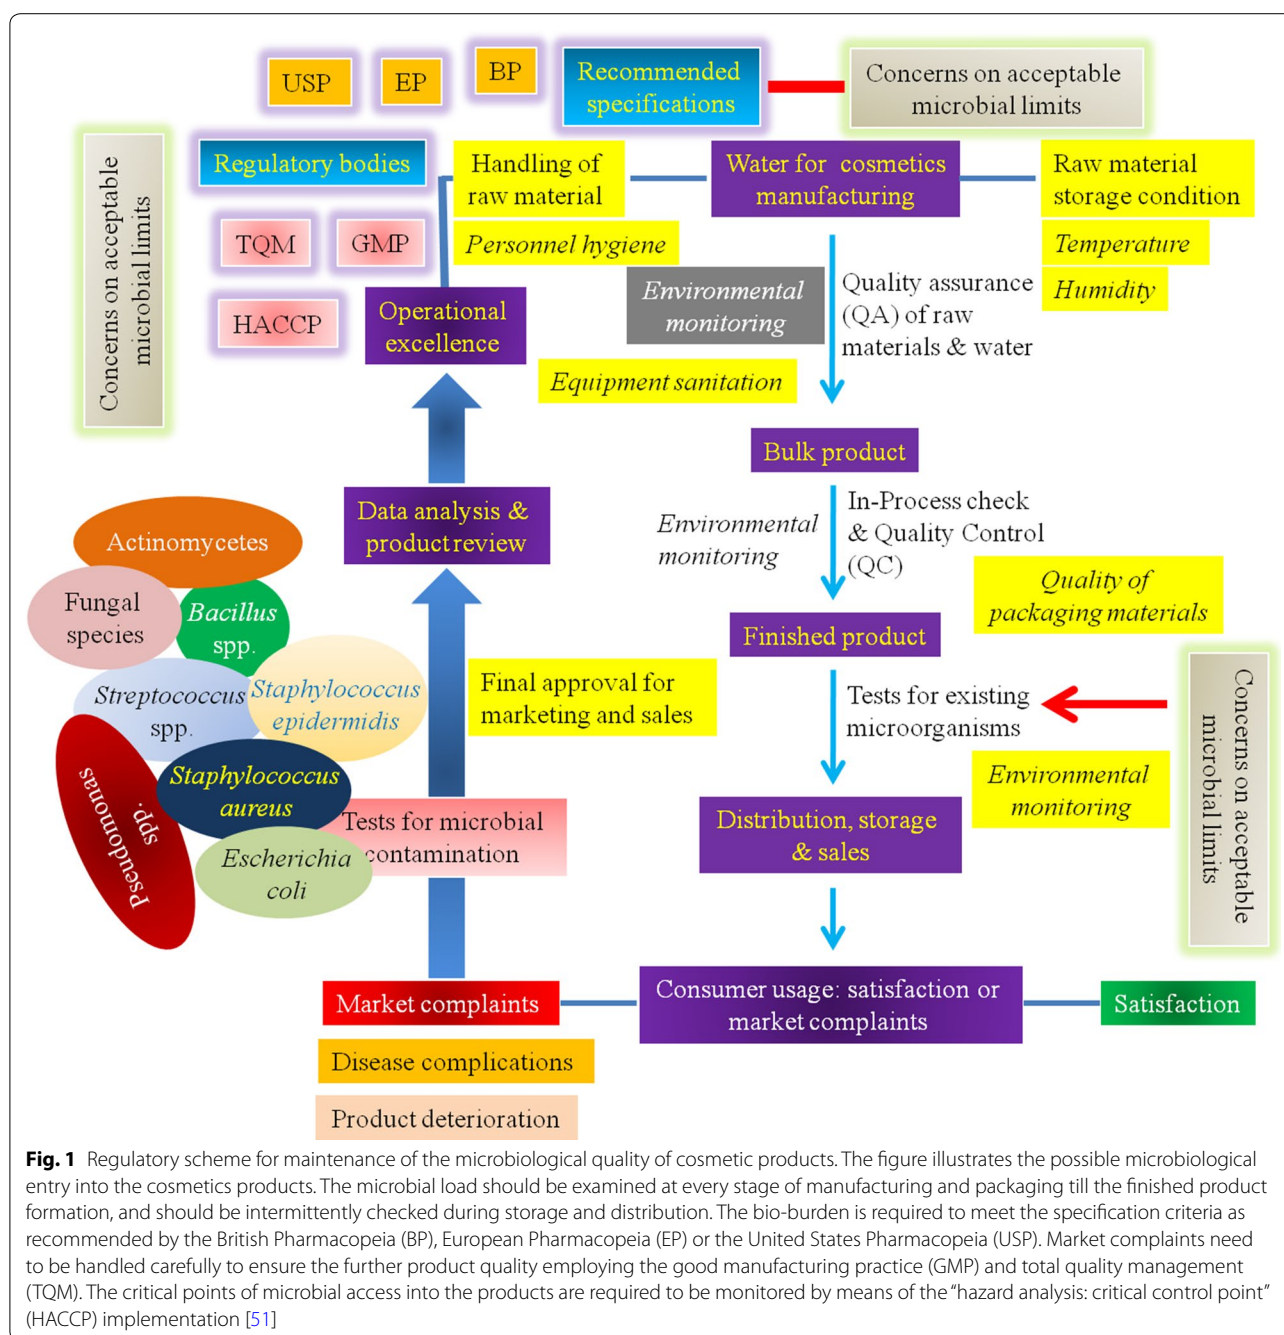 USP
EP
BP
Recommended
specifications
Concerns on acceptable
microbial limits
Concerns on acceptable
microbial limits
Regulatory bodies
Handling of
raw material
Water for cosmetics
manufacturing
Raw material
storage condition
TQM
GMP
Personnel hygiene
Temperature
HACCP
Operational
excellence
Environmental
monitoring
Quality assurance
(QA) of raw
materials & water
Humidity
Equipment sanitation
Bulk product
Data analysis &
product review
Environmental
monitoring
In-Process check
& Quality Control
(QC)
Quality of
packaging materials
Actinomycetes
Fungal
species
Bacillus
spp.
Finished product
Streptococcus
spp.
Staphylococcus
epidermidis
Final approval for
marketing and sales
Tests for existing
microorganisms
Concerns on acceptable
microbial limits
Pseudomonas
spp.
Staphylococcus
aureus
Environmental
monitoring
Tests for microbial
contamination
Distribution, storage
& sales
Escherichia
coli
Market complaints
Consumer usage: satisfaction or
market complaints
Satisfaction
Disease complications
Product deterioration
Fig. 1 Regulatory scheme for maintenance of the microbiological quality of cosmetic products. The figure illustrates the possible microbiological
entry into the cosmetics products. The microbial load should be examined at every stage of manufacturing and packaging till the finished product
formation, and should be intermittently checked during storage and distribution. The bio-burden is required to meet the specification criteria as
recommended by the British Pharmacopeia (BP), European Pharmacopeia (EP) or the United States Pharmacopeia (USP). Market complaints need
to be handled carefully to ensure the further product quality employing the good manufacturing practice (GMP) and total quality management
(TQM). The critical points of microbial access into the products are required to be monitored by means of the “hazard analysis: critical control point”
(HACCP) implementation [51]